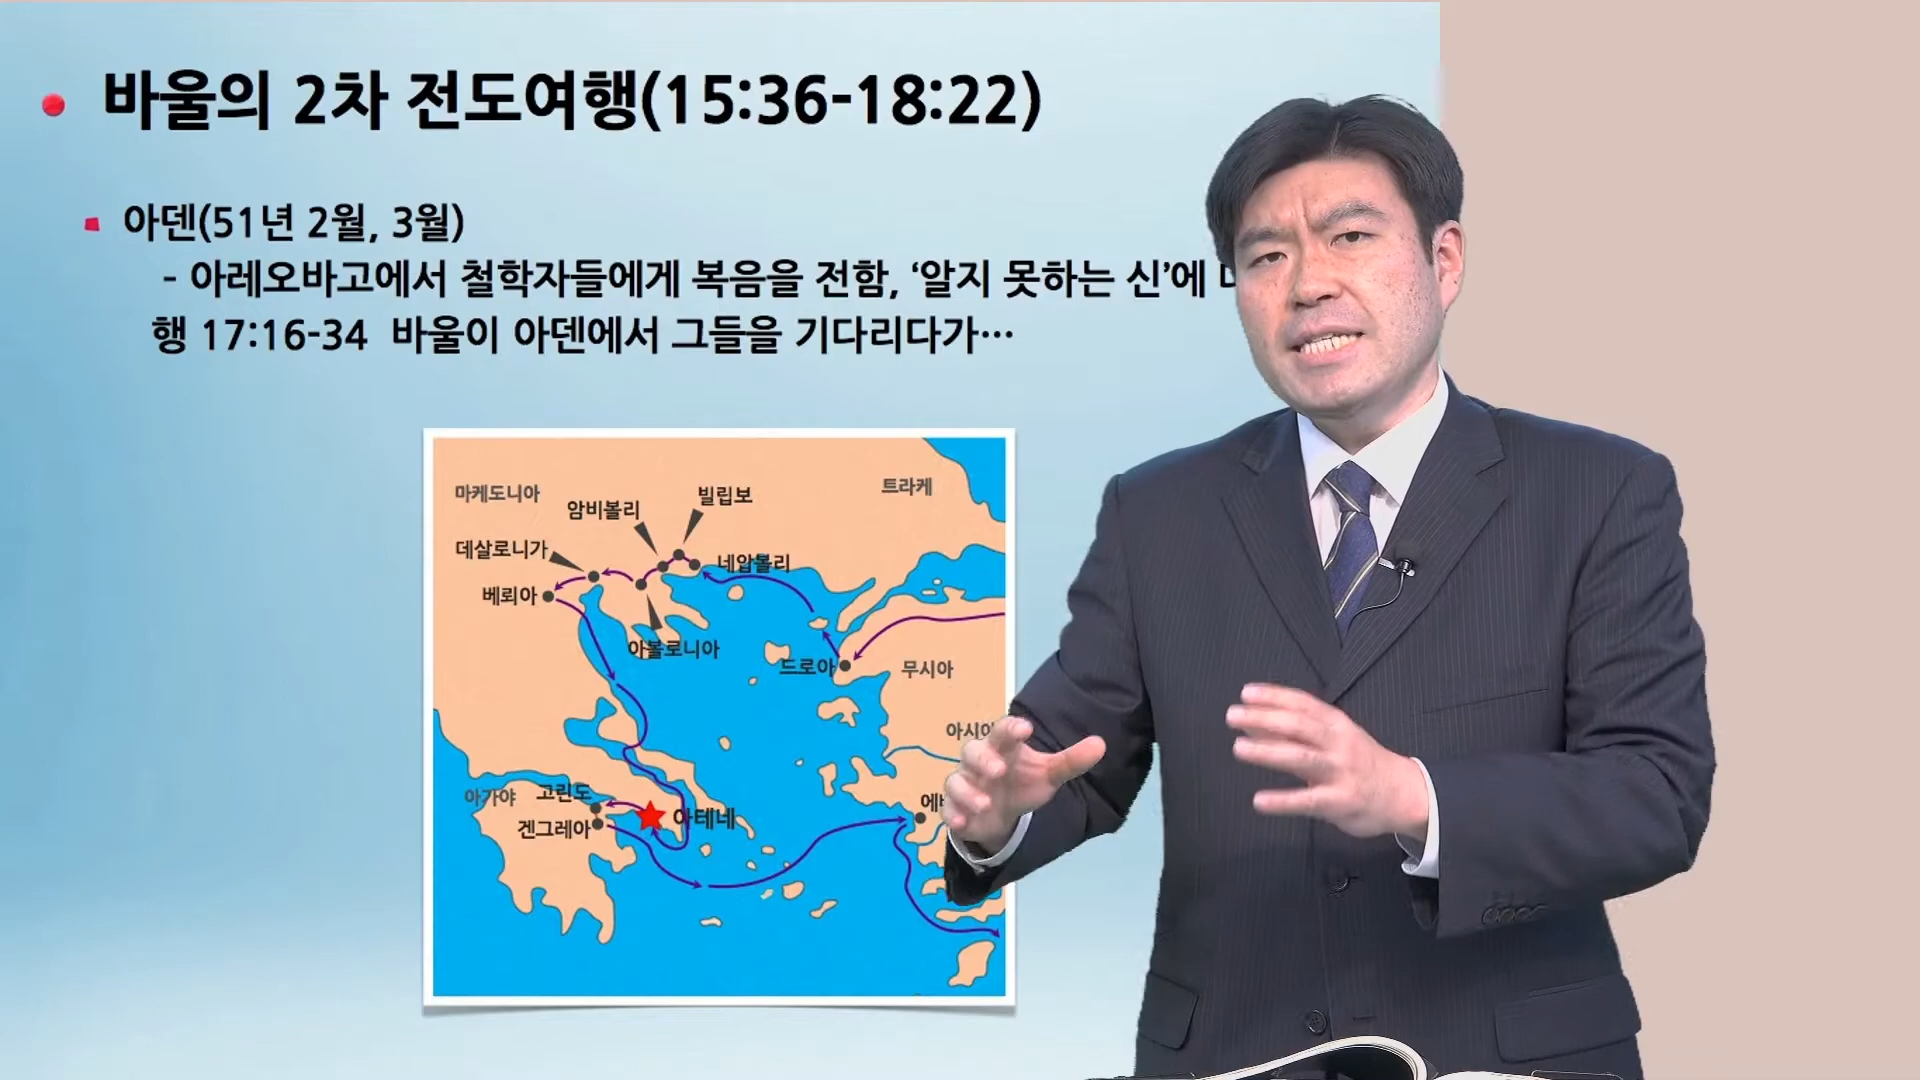 바울의 2차 전도여행(15:36-18:22)
아덴(51년 2월, 3월)
- 아레오바고에서 철학자들에게 복음을 전함, ‘알지 못하는 신’에
행 17:16-34 바울이 아덴에서 그들을 기다리다가…
마케도니아
빌립보
트라케
암비볼리
데살로니가
네압볼리
베뢰아
아볼로니아
드로아
무시아
고린도
아가야
아테네
겐그레아